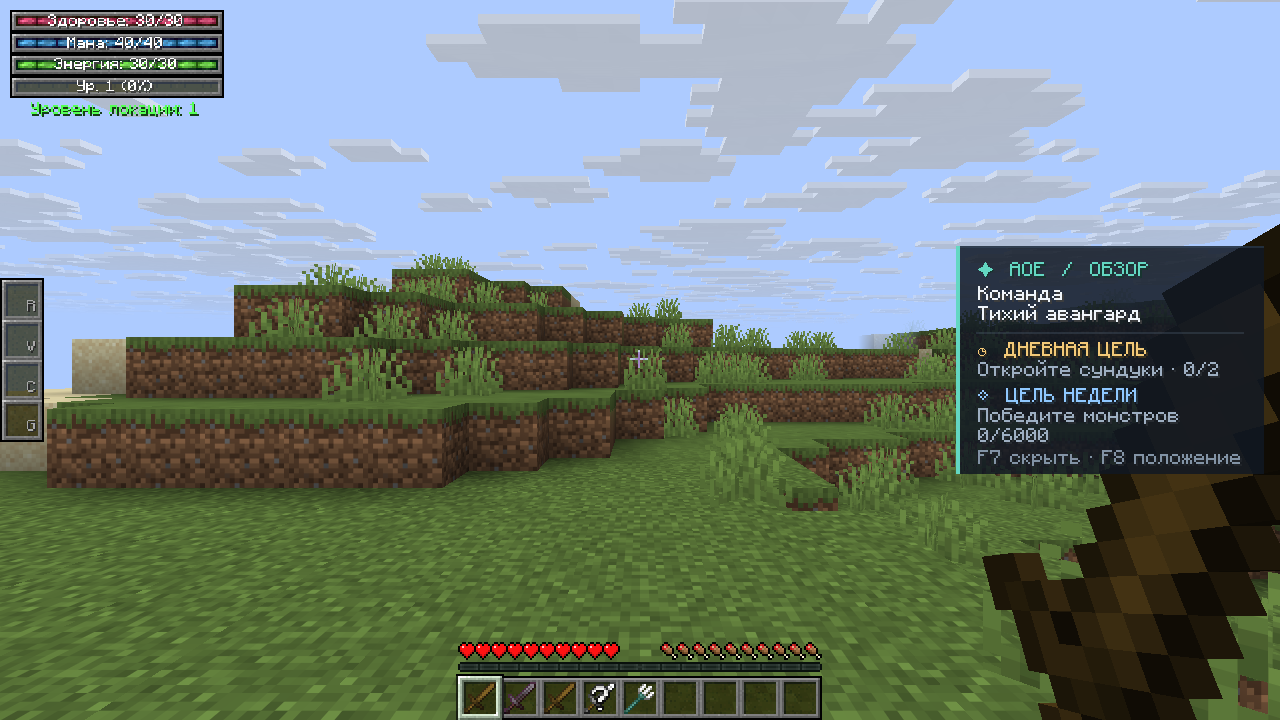 Здоровье: 30/30
Мана: 40/40
Энергия: 30/30
Ур. 1 (0%)
Уровень локации: 1
R
V
C
G
✦ AOE / ОБЗОР
Команда
Тихий авангард
ДНЕВНАЯ ЦЕЛЬ
Откройте сундуки · 0/2
ЦЕЛЬ НЕДЕЛИ
Победите монстров
0/6000
F7 скрыть · F8 положение